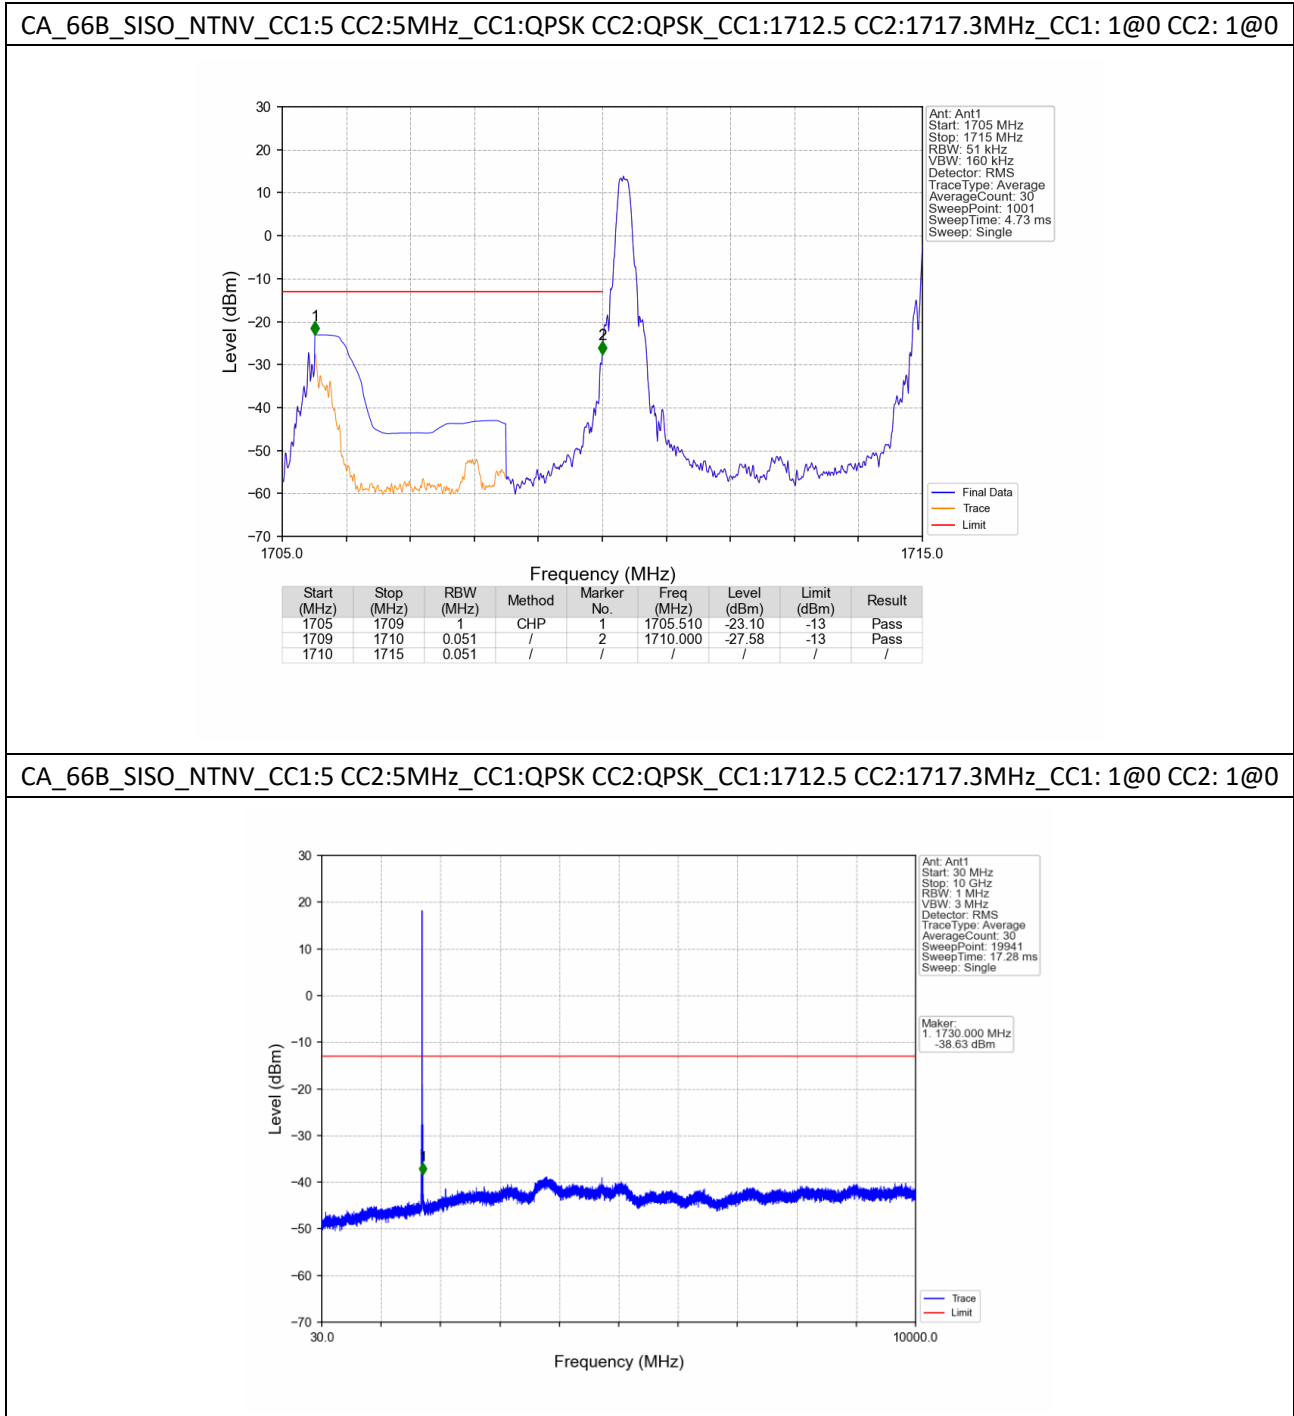 CA_66B_SISO_NTNV_CC1:5 CC2:5MHz_CC1:QPSK CC2:QPSK_CC1:1712.5 CC2:1717.3MHz_CC1: 1@0 CC2: 1@0
30
20
10
0
−10
−20
−30
−40
−50
−60
−70
Level (dBm)
1
2
1705.0
1715.0
Frequency (MHz)
Ant: Ant1
Start: 1705 MHz
Stop: 1715 MHz
RBW: 51 kHz
VBW: 160 kHz
Detector: RMS
TraceType: Average
AverageCount: 30
SweepPoint: 1001
SweepTime: 4.73 ms
Sweep: Single
Final Data
Trace
Limit
Start (MHz) Stop (MHz) RBW (MHz) Method Marker No. Freq (MHz) Level (dBm) Limit (dBm) Result
1705 1709 1 CHP 1 1705.510 -23.10 -13 Pass
1709 1710 0.051 / 2 1710.000 -27.58 -13 Pass
1710 1715 0.051 / / / / / /
CA_66B_SISO_NTNV_CC1:5 CC2:5MHz_CC1:QPSK CC2:QPSK_CC1:1712.5 CC2:1717.3MHz_CC1: 1@0 CC2: 1@0
30
20
10
0
−10
−20
−30
−40
−50
−60
−70
Level (dBm)
1
30.0
10000.0
Frequency (MHz)
Ant: Ant1
Start: 30 MHz
Stop: 10 GHz
RBW: 1 MHz
VBW: 3 MHz
Detector: RMS
TraceType: Average
AverageCount: 30
SweepPoint: 19941
SweepTime: 17.28 ms
Sweep: Single
Maker:
1. 1730.000 MHz
-38.63 dBm
Trace
Limit